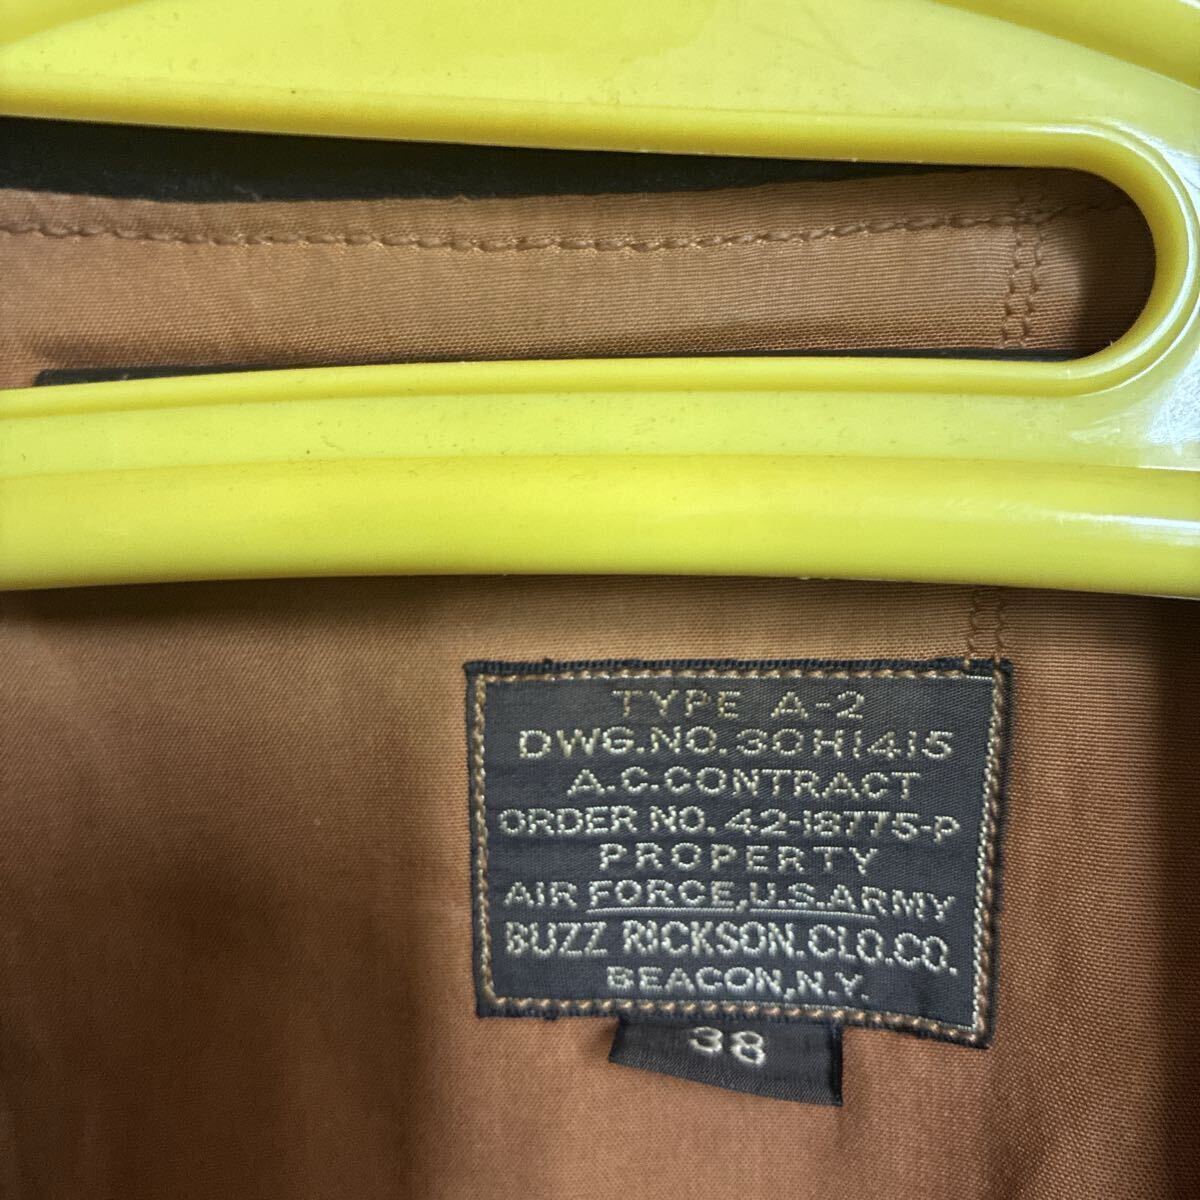 TYPE A-2
DWG.NO.30H1415
A.C.CONTRACT
ORDER NO. 42-18775-P
PROPERTY
AIR FORCE,U.S.ARMY
BUZZ RICKSON.CLO.CO.
BEACON,N.Y.
38